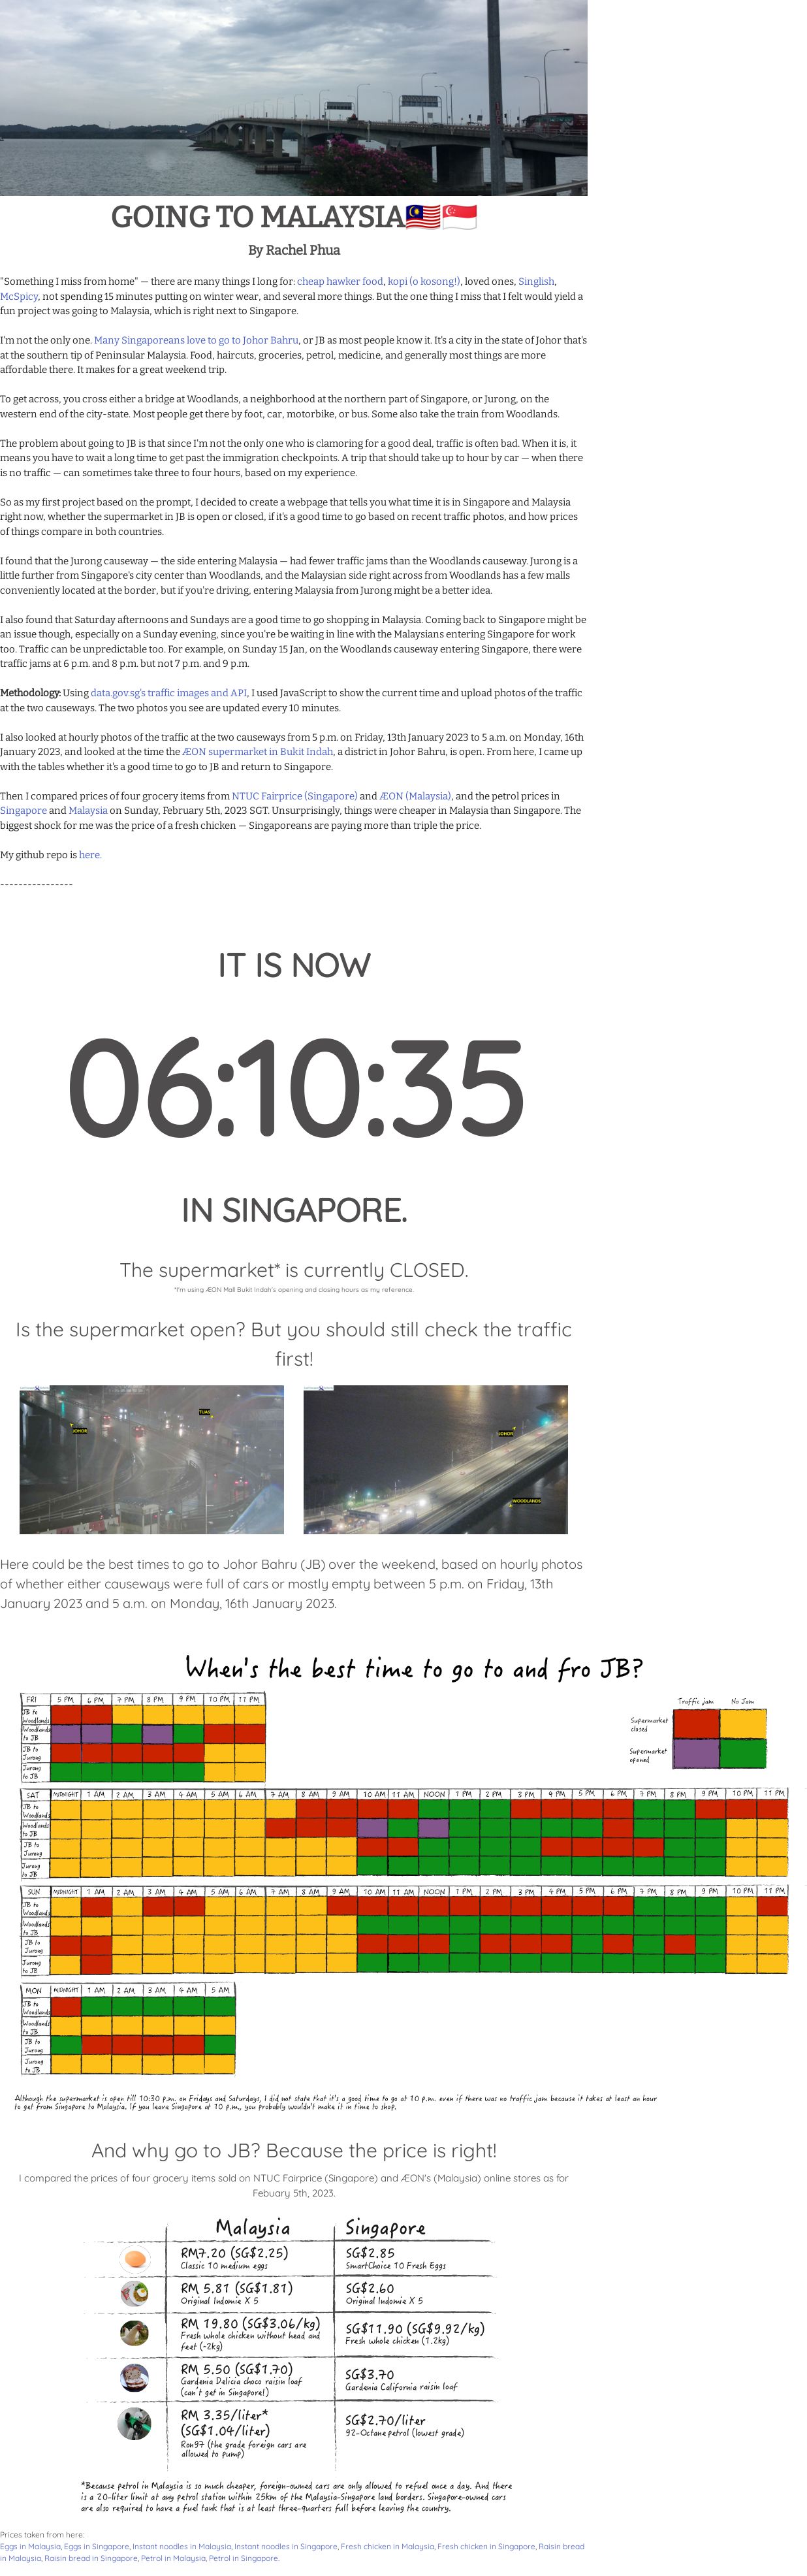 GOING TO MALAYSIA🇲🇾🇸🇬
By Rachel Phua
"Something I miss from home" — there are many things I long for: cheap hawker food, kopi (o kosong!), loved ones, Singlish,
McSpicy, not spending 15 minutes putting on winter wear, and several more things. But the one thing I miss that I felt would yield a
fun project was going to Malaysia, which is right next to Singapore.
I'm not the only one. Many Singaporeans love to go to Johor Bahru, or JB as most people know it. It's a city in the state of Johor that's
at the southern tip of Peninsular Malaysia. Food, haircuts, groceries, petrol, medicine, and generally most things are more
affordable there. It makes for a great weekend trip.
To get across, you cross either a bridge at Woodlands, a neighborhood at the northern part of Singapore, or Jurong, on the
western end of the city-state. Most people get there by foot, car, motorbike, or bus. Some also take the train from Woodlands.
The problem about going to JB is that since I'm not the only one who is clamoring for a good deal, traffic is often bad. When it is, it
means you have to wait a long time to get past the immigration checkpoints. A trip that should take up to hour by car — when there
is no traffic — can sometimes take three to four hours, based on my experience.
So as my first project based on the prompt, I decided to create a webpage that tells you what time it is in Singapore and Malaysia
right now, whether the supermarket in JB is open or closed, if it's a good time to go based on recent traffic photos, and how prices
of things compare in both countries.
I found that the Jurong causeway — the side entering Malaysia — had fewer traffic jams than the Woodlands causeway. Jurong is a
little further from Singapore's city center than Woodlands, and the Malaysian side right across from Woodlands has a few malls
conveniently located at the border, but if you're driving, entering Malaysia from Jurong might be a better idea.
I also found that Saturday afternoons and Sundays are a good time to go shopping in Malaysia. Coming back to Singapore might be
an issue though, especially on a Sunday evening, since you're be waiting in line with the Malaysians entering Singapore for work
too. Traffic can be unpredictable too. For example, on Sunday 15 Jan, on the Woodlands causeway entering Singapore, there were
traffic jams at 6 p.m. and 8 p.m. but not 7 p.m. and 9 p.m.
Methodology: Using data.gov.sg's traffic images and API, I used JavaScript to show the current time and upload photos of the traffic
at the two causeways. The two photos you see are updated every 10 minutes.
I also looked at hourly photos of the traffic at the two causeways from 5 p.m. on Friday, 13th January 2023 to 5 a.m. on Monday, 16th
January 2023, and looked at the time the ÆON supermarket in Bukit Indah, a district in Johor Bahru, is open. From here, I came up
with the tables whether it's a good time to go to JB and return to Singapore.
Then I compared prices of four grocery items from NTUC Fairprice (Singapore) and ÆON (Malaysia), and the petrol prices in
Singapore and Malaysia on Sunday, February 5th, 2023 SGT. Unsurprisingly, things were cheaper in Malaysia than Singapore. The
biggest shock for me was the price of a fresh chicken — Singaporeans are paying more than triple the price.
My github repo is here.
----------------
IT IS NOW
06:10:35
IN SINGAPORE.
The supermarket* is currently CLOSED.
*I'm using ÆON Mall Bukit Indah's opening and closing hours as my reference.
Is the supermarket open? But you should still check the traffic
first!
TUAS
JOHOR
JOHOR
WOODLANDS
Here could be the best times to go to Johor Bahru (JB) over the weekend, based on hourly photos
of whether either causeways were full of cars or mostly empty between 5 p.m. on Friday, 13th
January 2023 and 5 a.m. on Monday, 16th January 2023.
When's the best time to go to and fro JB?
FRI 5 PM 6 PM 7 PM 8 PM 9 PM 10 PM 11 PM
JB to
Woodlands
Woodlands
to JB
JB to
Jurong
Jurong
to JB
Traffic jam No Jam
Supermarket
closed
Supermarket
opened
SAT MIDNIGHT 1 AM 2 AM 3 AM 4 AM 5 AM 6 AM 7 AM 8 AM 9 AM 10 AM 11 AM NOON 1 PM 2 PM 3 PM 4 PM 5 PM 6 PM 7 PM 8 PM 9 PM 10 PM 11 PM
JB to
Woodlands
Woodlands
to JB
JB to
Jurong
Jurong
to JB
SUN MIDNIGHT 1 AM 2 AM 3 AM 4 AM 5 AM 6 AM 7 AM 8 AM 9 AM 10 AM 11 AM NOON 1 PM 2 PM 3 PM 4 PM 5 PM 6 PM 7 PM 8 PM 9 PM 10 PM 11 PM
JB to
Woodlands
Woodlands
to JB
JB to
Jurong
Jurong
to JB
MON MIDNIGHT 1 AM 2 AM 3 AM 4 AM 5 AM
JB to
Woodlands
Woodlands
to JB
JB to
Jurong
Jurong
to JB
Although the supermarket is open till 10:30 p.m. on Fridays and Saturdays, I did not state that it's a good time to go at 10 p.m. even if there was no traffic jam because it takes at least an hour
to get from Singapore to Malaysia. If you leave Singapore at 10 p.m., you probably wouldn't make it in time to shop.
And why go to JB? Because the price is right!
I compared the prices of four grocery items sold on NTUC Fairprice (Singapore) and ÆON's (Malaysia) online stores as for
Febuary 5th, 2023.
Malaysia Singapore
RM7.20 (SG$2.25) SG$2.85
Classic 10 medium eggs SmartChoice 10 Fresh Eggs
RM 5.81 (SG$1.81) SG$2.60
Original Indomie X 5 Original Indomie X 5
RM 19.80 (SG$3.06/kg) SG$11.90 (SG$9.92/kg)
Fresh whole chicken without head and Fresh whole chicken (1.2kg)
feet (~2kg)
RM 5.50 (SG$1.70) SG$3.70
Gardenia Delicia choco raisin loaf Gardenia California raisin loaf
(can't get in Singapore!)
RM 3.35/liter* SG$2.70/liter
(SG$1.04/liter) 92-Octane petrol (lowest grade)
Ron97 (the grade foreign cars are
allowed to pump)
*Because petrol in Malaysia is so much cheaper, foreign-owned cars are only allowed to refuel once a day. And there
is a 20-liter limit at any petrol station within 25km of the Malaysia-Singapore land borders. Singapore-owned cars
are also required to have a fuel tank that is at least three-quarters full before leaving the country.
Prices taken from here:
Eggs in Malaysia, Eggs in Singapore, Instant noodles in Malaysia, Instant noodles in Singapore, Fresh chicken in Malaysia, Fresh chicken in Singapore, Raisin bread
in Malaysia, Raisin bread in Singapore, Petrol in Malaysia, Petrol in Singapore.